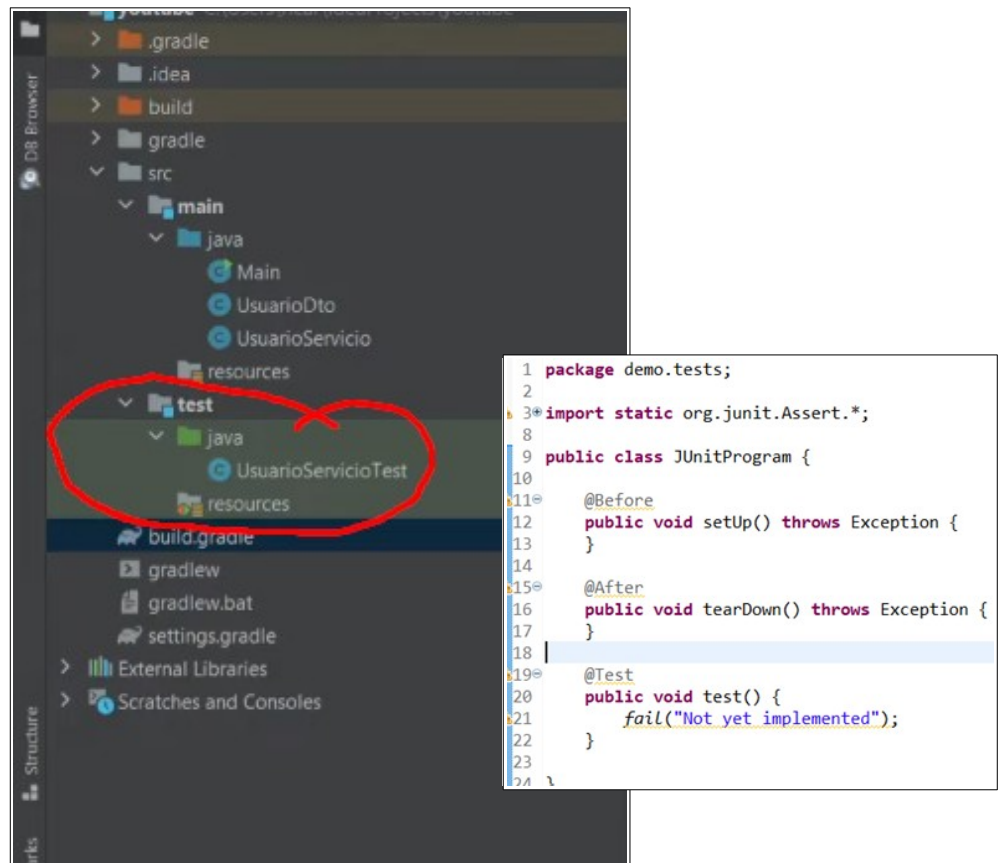 youtube
.gradle
.idea
build
gradle
src
main
java
Main
UsuarioDto
UsuarioServicio
resources
test
java
UsuarioServicioTest
resources
build.gradle
gradlew
gradlew.bat
settings.gradle
External Libraries
Scratches and Consoles
DB Browser
Structure
1 package demo.tests;
2
3 import static org.junit.Assert.*;
8
9 public class JUnitProgram {
10
11 @Before
12 public void setUp() throws Exception {
13 }
14
15 @After
16 public void tearDown() throws Exception {
17 }
18
19 @Test
20 public void test() {
21 fail("Not yet implemented");
22 }
23
24 }